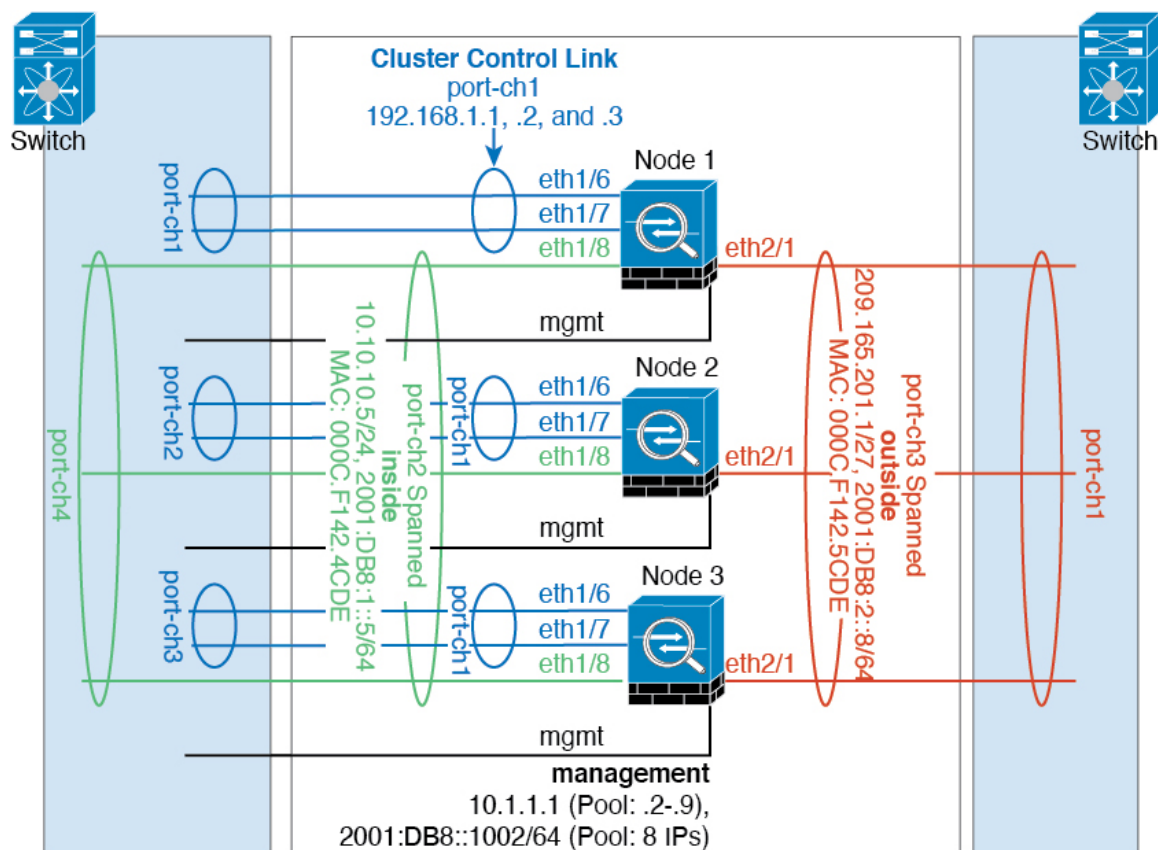 Switch
Switch
Cluster Control Link
port-ch1
192.168.1.1, .2, and .3
Node 1
port-ch1
eth1/6
eth1/7
eth1/8
eth2/1
mgmt
Node 2
port-ch2
port-ch1
eth1/6
eth1/7
eth1/8
eth2/1
mgmt
Node 3
port-ch3
port-ch1
eth1/6
eth1/7
eth1/8
eth2/1
mgmt
port-ch4
port-ch2 Spanned
inside
10.10.10.5/24, 2001:DB8:1::5/64
MAC: 000C.F142.4CDE
port-ch3 Spanned
outside
209.165.201.1/27, 2001:DB8:2::8/64
MAC: 000C.F142.5CDE
port-ch1
management
10.1.1.1 (Pool: .2-.9),
2001:DB8::1002/64 (Pool: 8 IPs)